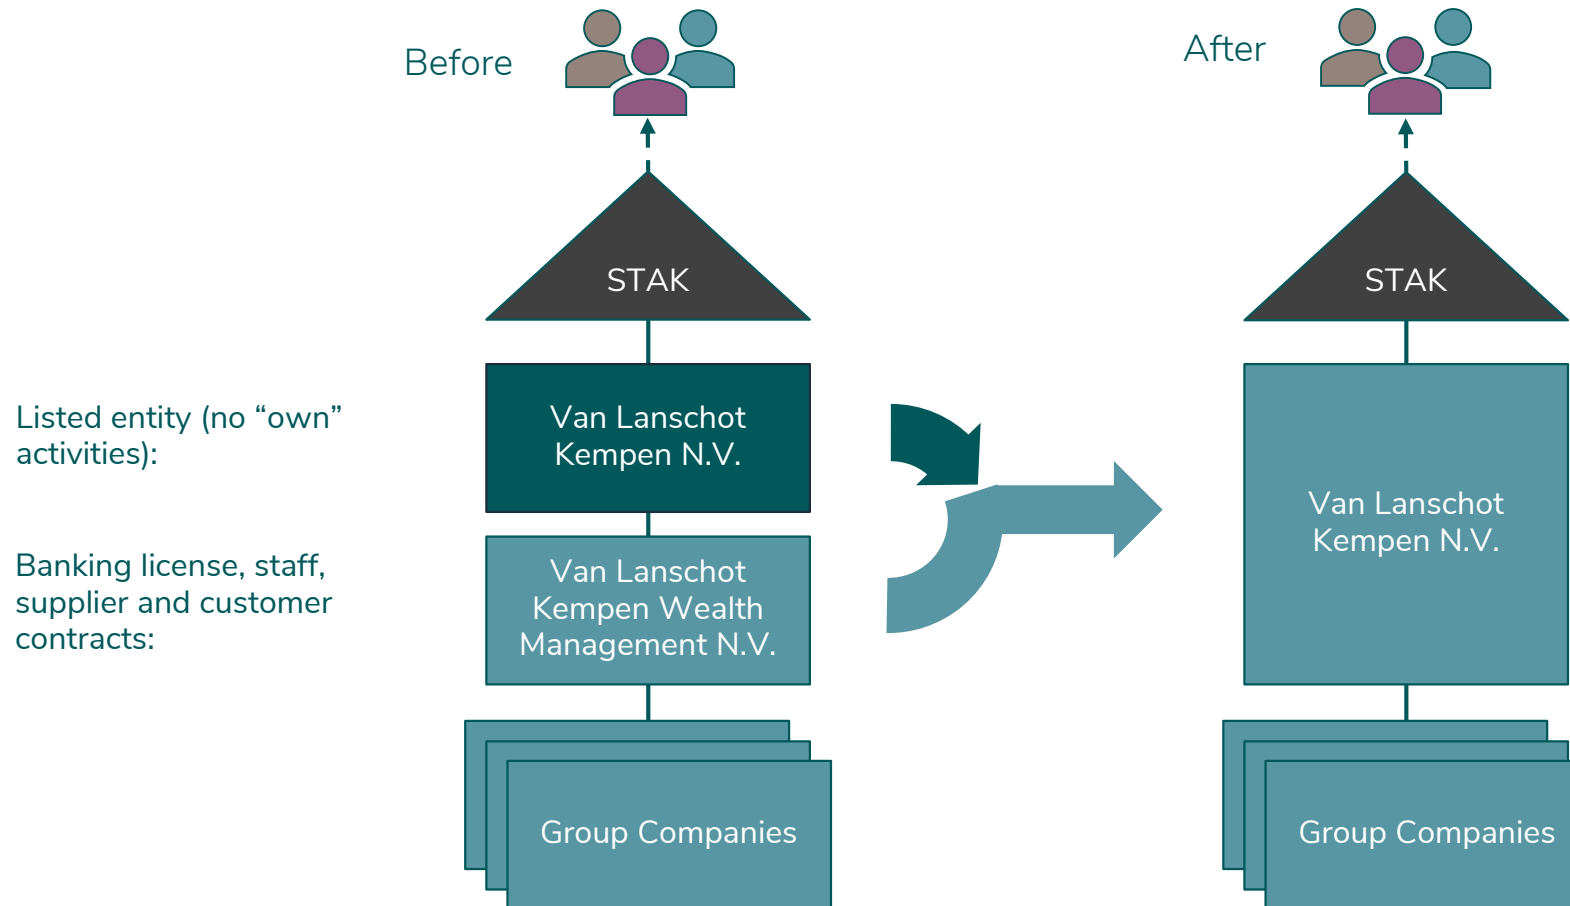 Before
After
STAK
STAK
Listed entity (no “own”
activities):
Van Lanschot
Kempen N.V.
Van Lanschot
Kempen N.V.
Banking license, staff,
supplier and customer
contracts:
Van Lanschot
Kempen Wealth
Management N.V.
Group Companies
Group Companies